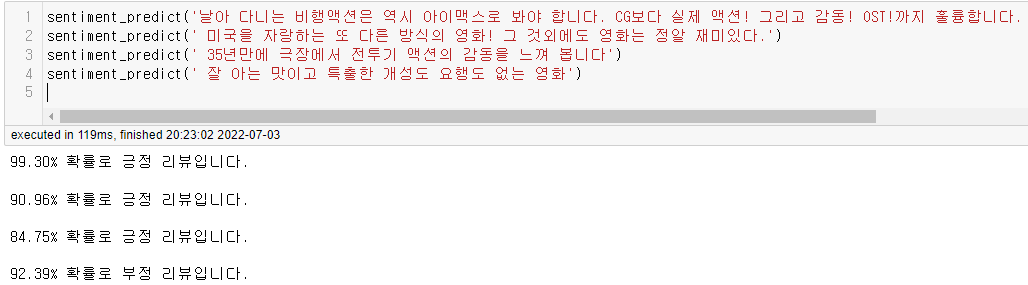 1 sentiment_predict('날아 다니는 비행액션은 역시 아이맥스로 봐야 합니다. CG보다 실제 액션! 그리고 감동! OST!까지 훌륭합니다.
2 sentiment_predict(' 미국을 자랑하는 또 다른 방식의 영화! 그 것외에도 영화는 정알 재미있다.')
3 sentiment_predict(' 35년만에 극장에서 전투기 액션의 감동을 느껴 봅니다')
4 sentiment_predict(' 잘 아는 맛이고 특출한 개성도 요행도 없는 영화')
5
executed in 119ms, finished 20:23:02 2022-07-03
99.30% 확률로 긍정 리뷰입니다.
90.96% 확률로 긍정 리뷰입니다.
84.75% 확률로 긍정 리뷰입니다.
92.39% 확률로 부정 리뷰입니다.